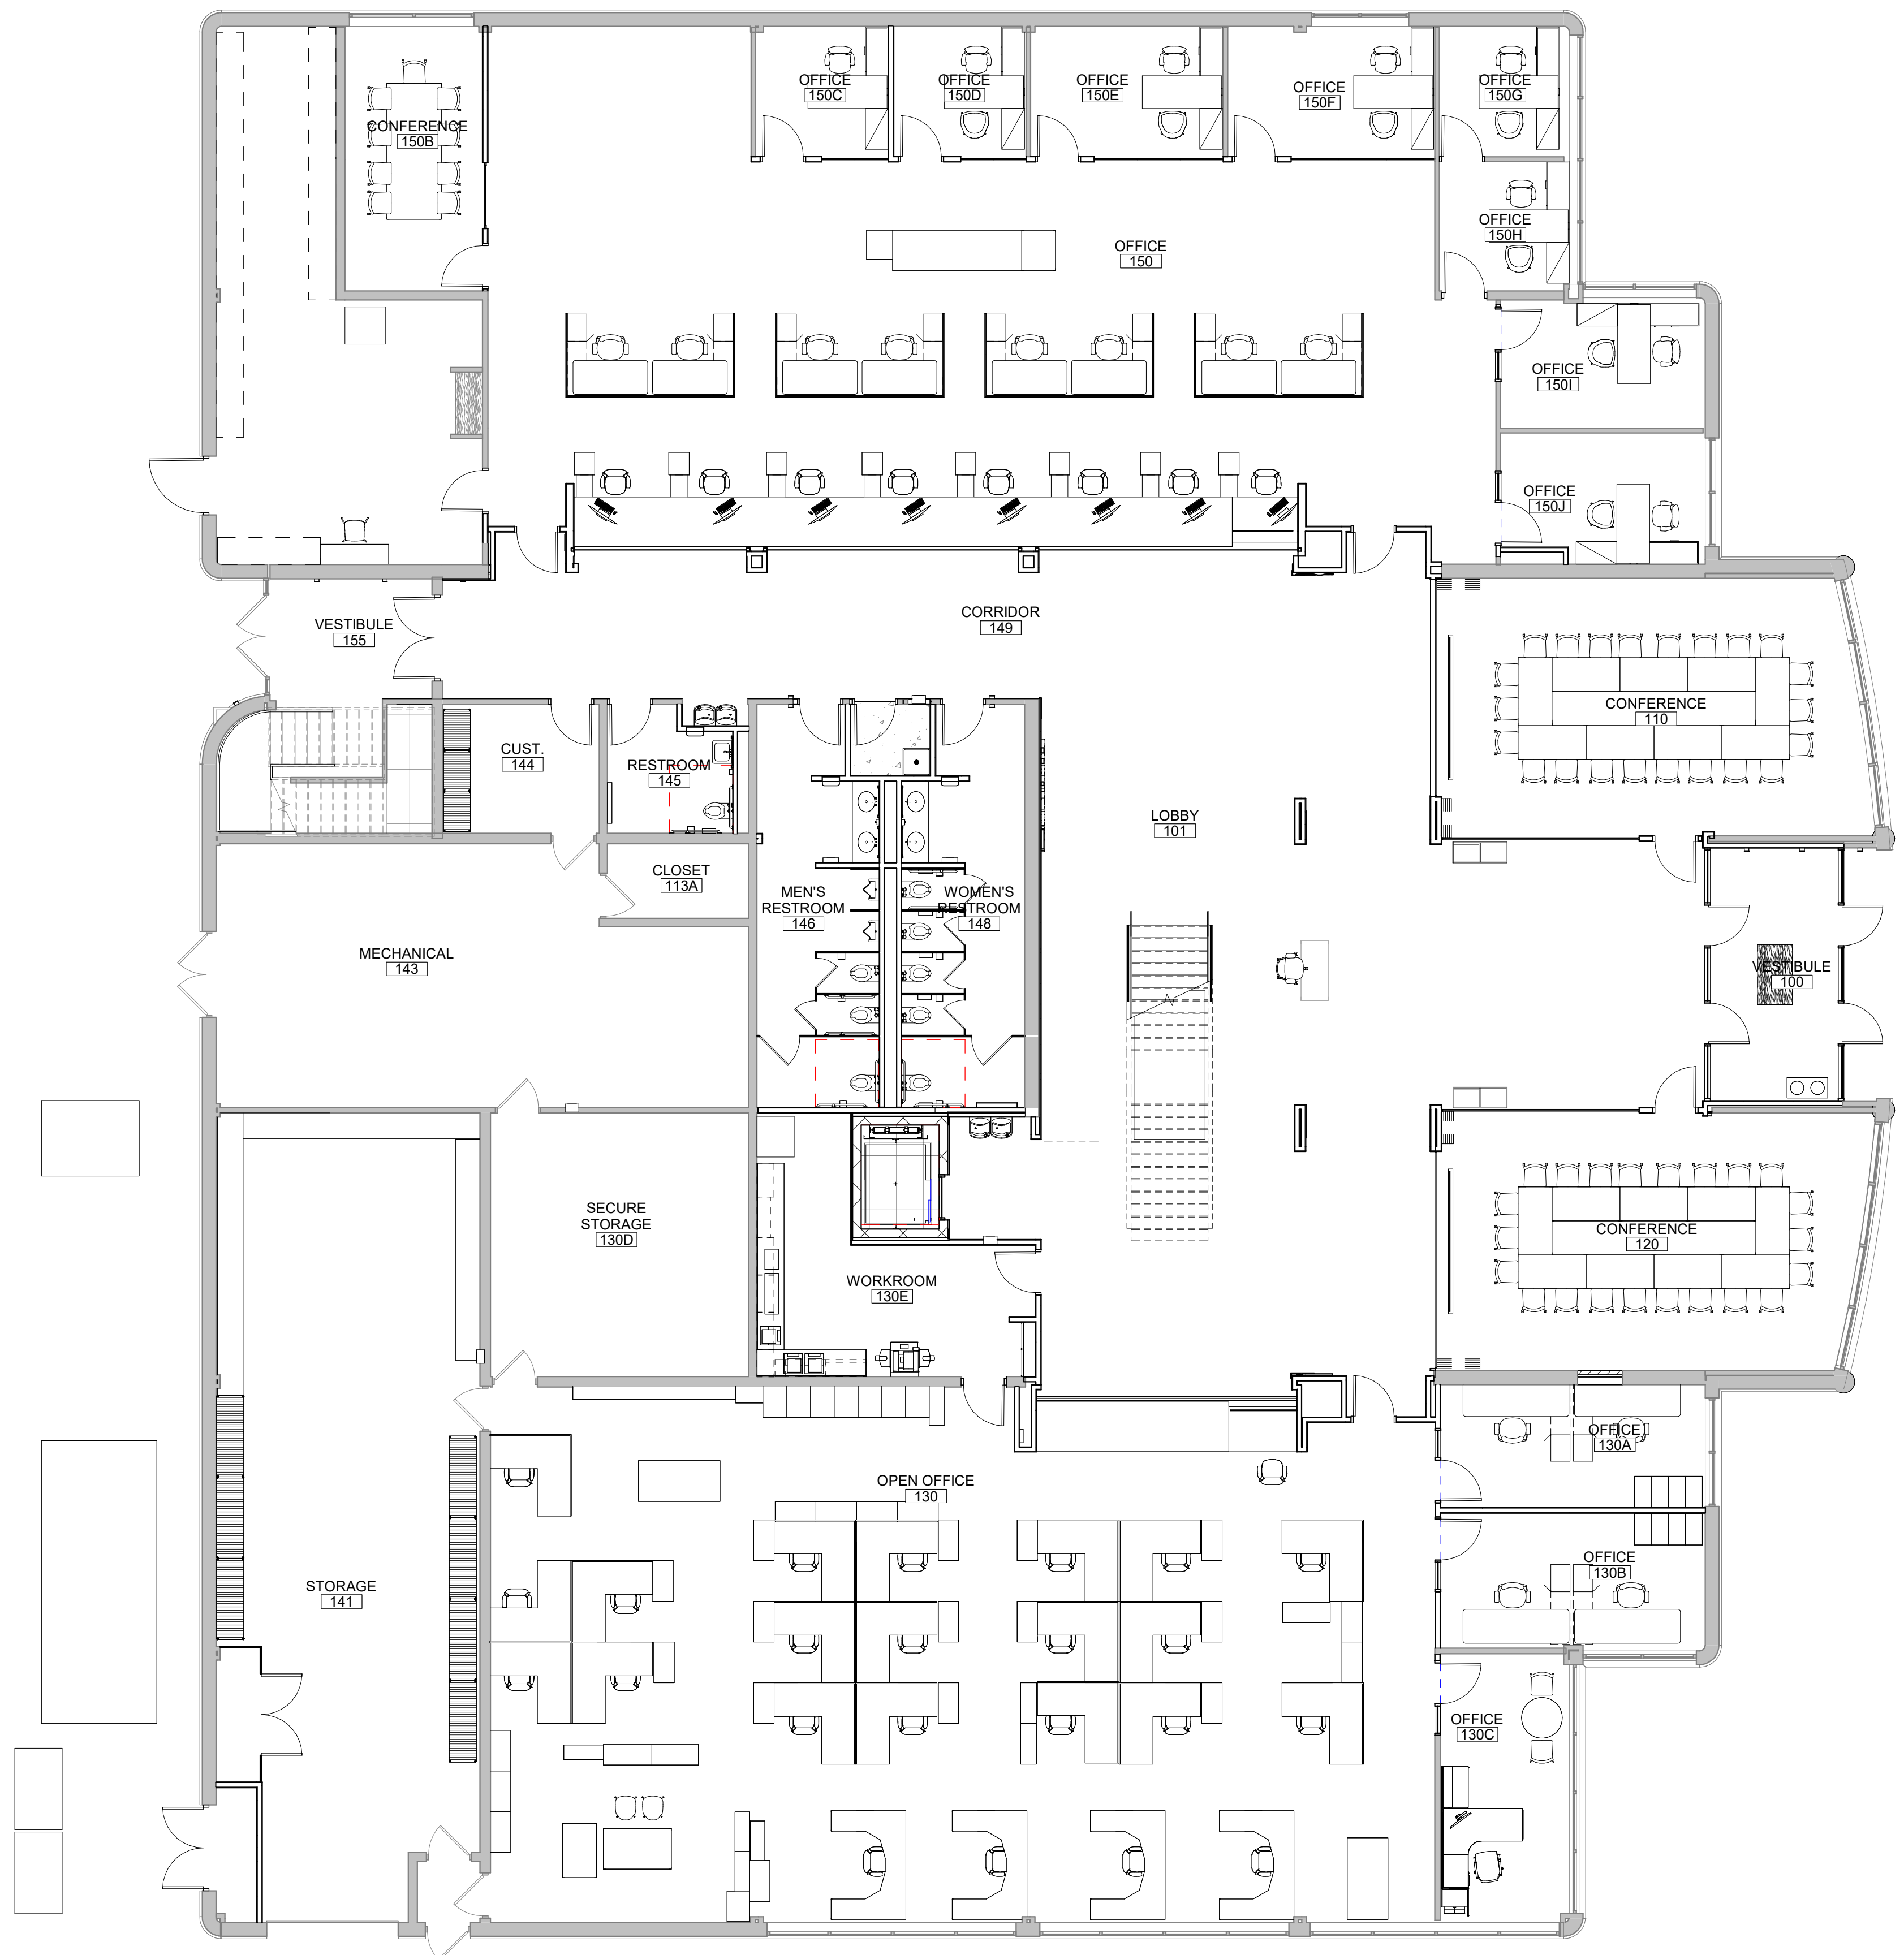 OFFICE
150C
OFFICE
150D
OFFICE
150E
OFFICE
150F
OFFICE
150G
CONFERENCE
150B
OFFICE
150H
OFFICE
150
OFFICE
150I
OFFICE
150J
VESTIBULE
155
CORRIDOR
149
CONFERENCE
110
CUST.
144
RESTROOM
145
LOBBY
101
CLOSET
113A
MEN'S
RESTROOM
146
WOMEN'S
RESTROOM
148
MECHANICAL
143
VESTIBULE
100
SECURE
STORAGE
130D
CONFERENCE
120
WORKROOM
130E
OFFICE
130A
OPEN OFFICE
130
OFFICE
130B
STORAGE
141
OFFICE
130C